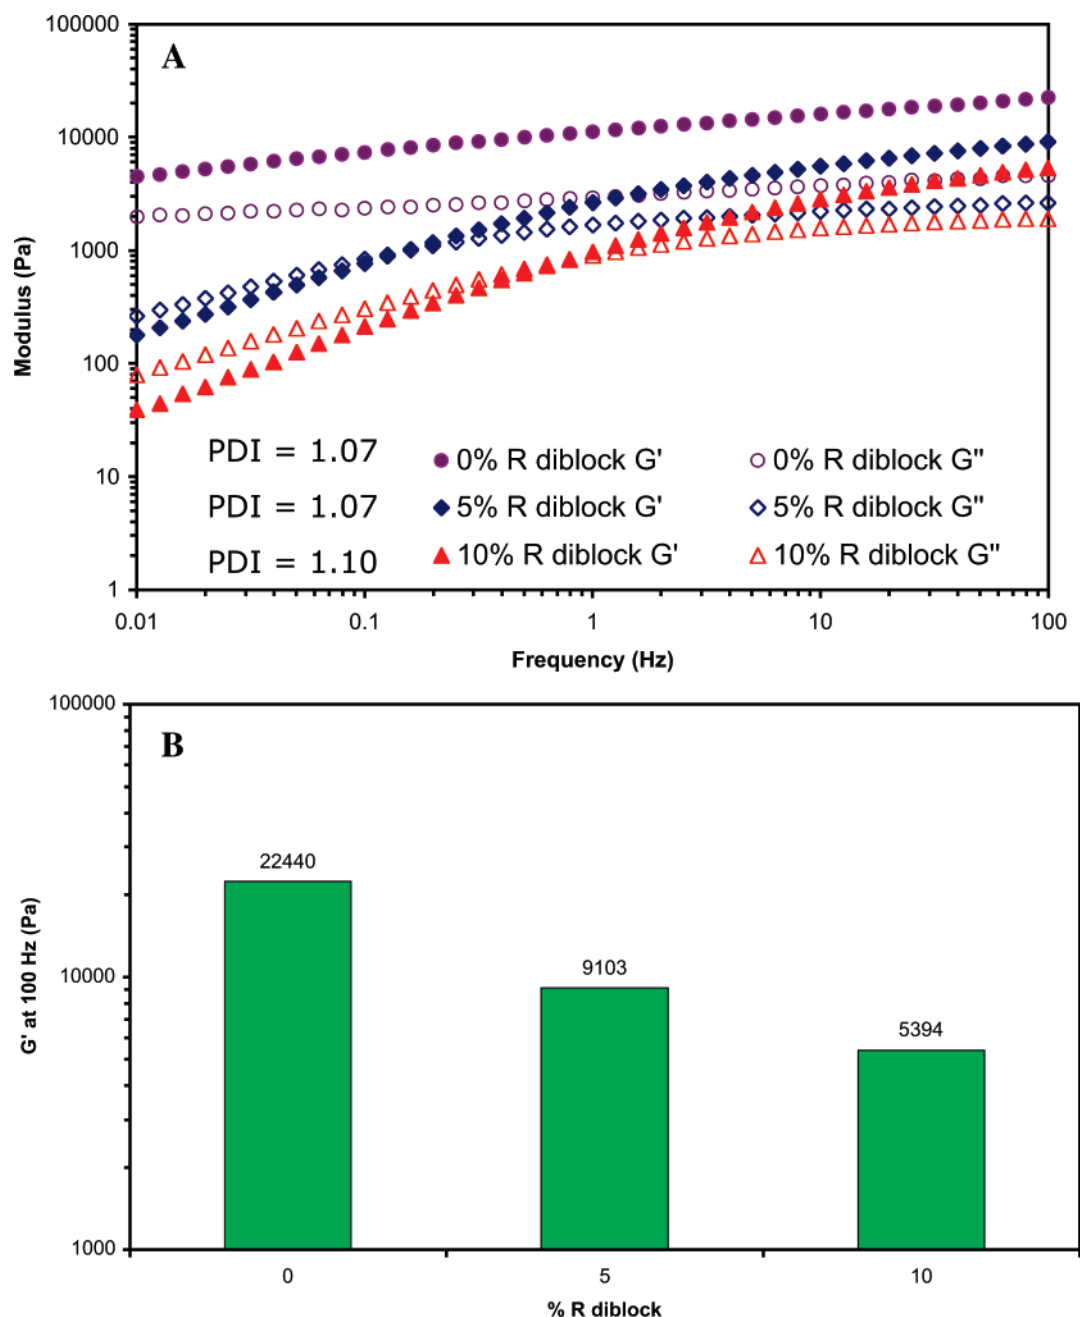 A
100000
10000
1000
100
10
1
Modulus (Pa)
PDI = 1.07
0% R diblock G'
0% R diblock G"
PDI = 1.07
5% R diblock G'
5% R diblock G"
PDI = 1.10
10% R diblock G'
10% R diblock G"
0.01 0.1 1 10 100
Frequency (Hz)
B
100000
10000
1000
G' at 100 Hz (Pa)
22440
9103
5394
0 5 10
% R diblock